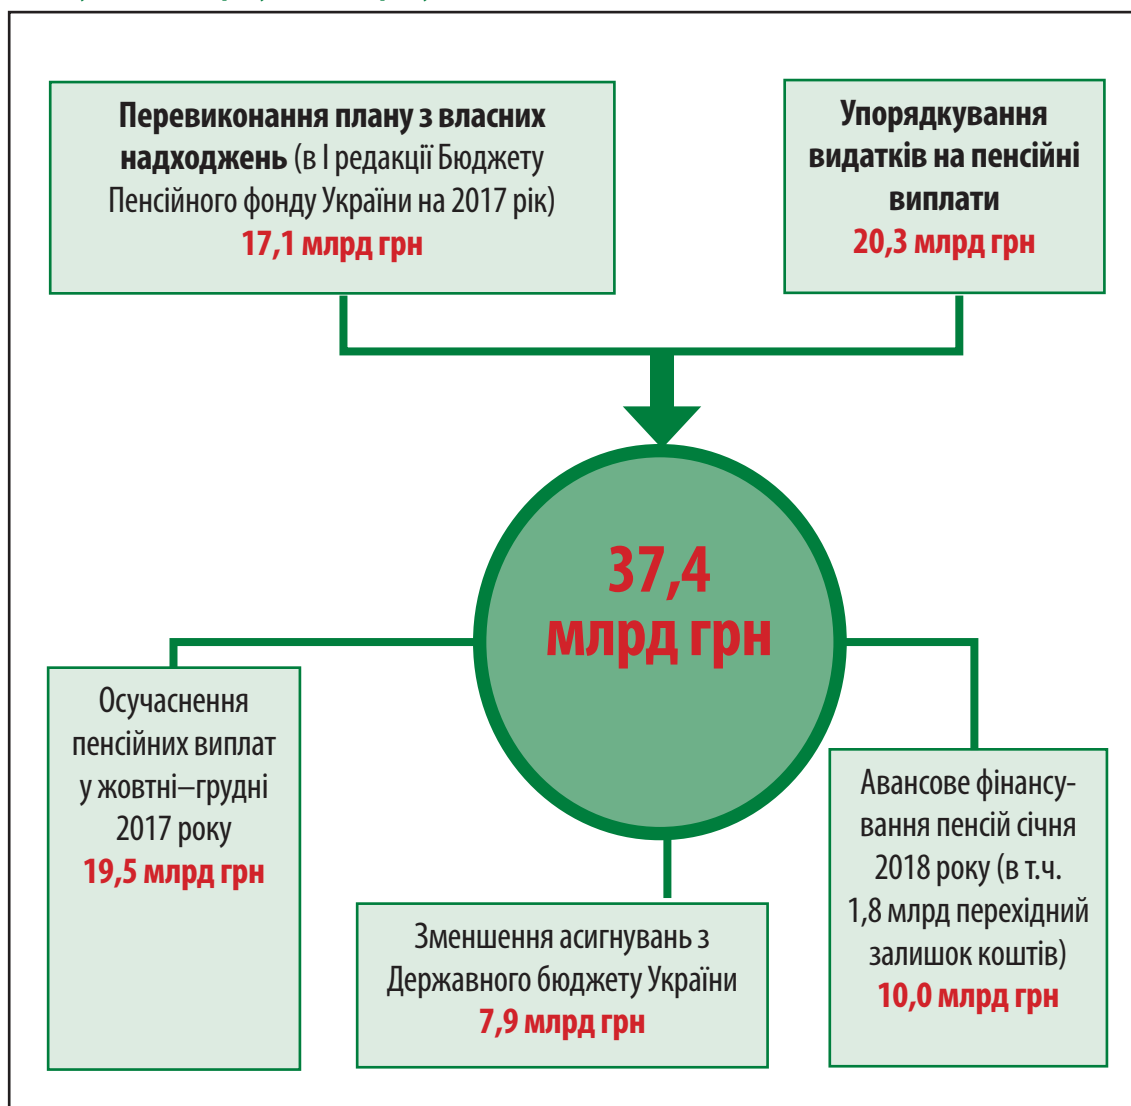 Перевиконання плану з власних
надходжень (в І редакції Бюджету
Пенсійного фонду України на 2017 рік)
17,1 млрд грн
Упорядкування
видатків на пенсійні
виплати
20,3 млрд грн
37,4
млрд грн
Осучаснення
пенсійних виплат
у жовтні–грудні
2017 року
19,5 млрд грн
Зменшення асигнувань з
Державного бюджету України
7,9 млрд грн
Авансове фінансу-
вання пенсій січня
2018 року (в т.ч.
1,8 млрд перехідний
залишок коштів)
10,0 млрд грн